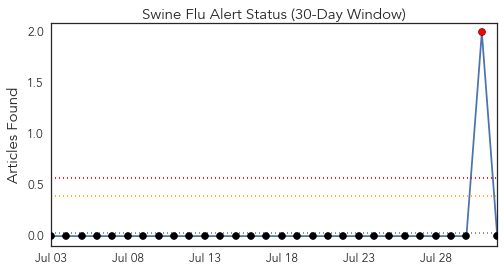 Swine Flu Alert Status (30-Day Window)
Articles Found
2.0
1.5
1.0
0.5
0.0
Jul 03 Jul 08 Jul 13 Jul 18 Jul 23 Jul 28